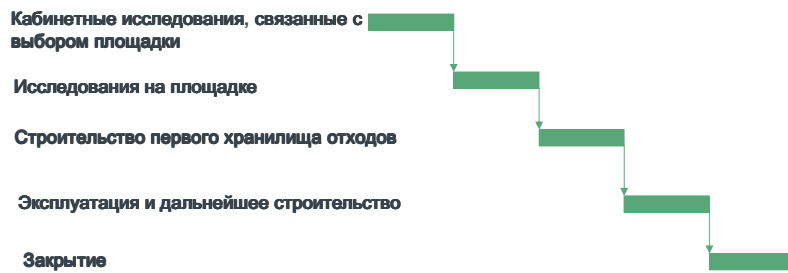 Кабинетные исследования, связанные с
выбором площадки
Исследования на площадке
Строительство первого хранилища отходов
Эксплуатация и дальнейшее строительство
Закрытие